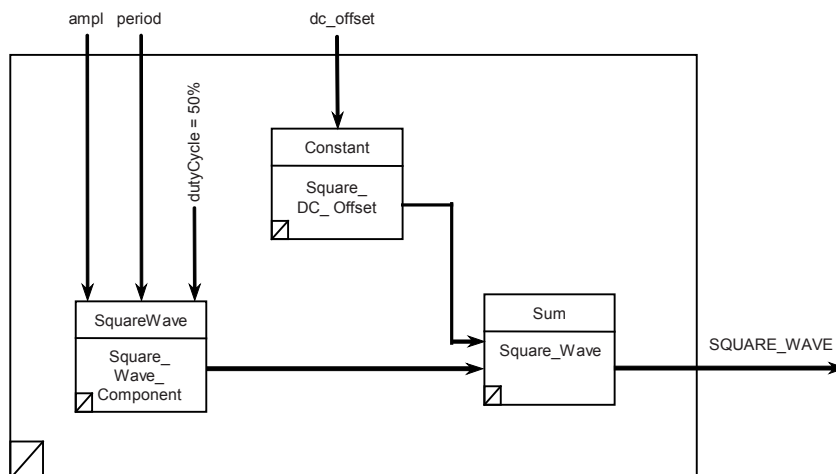 ampl period dc_offset
dutyCycle = 50%
Constant
Square_
DC_ Offset
SquareWave
Square_
Wave_
Component
Sum
Square_Wave
SQUARE_WAVE